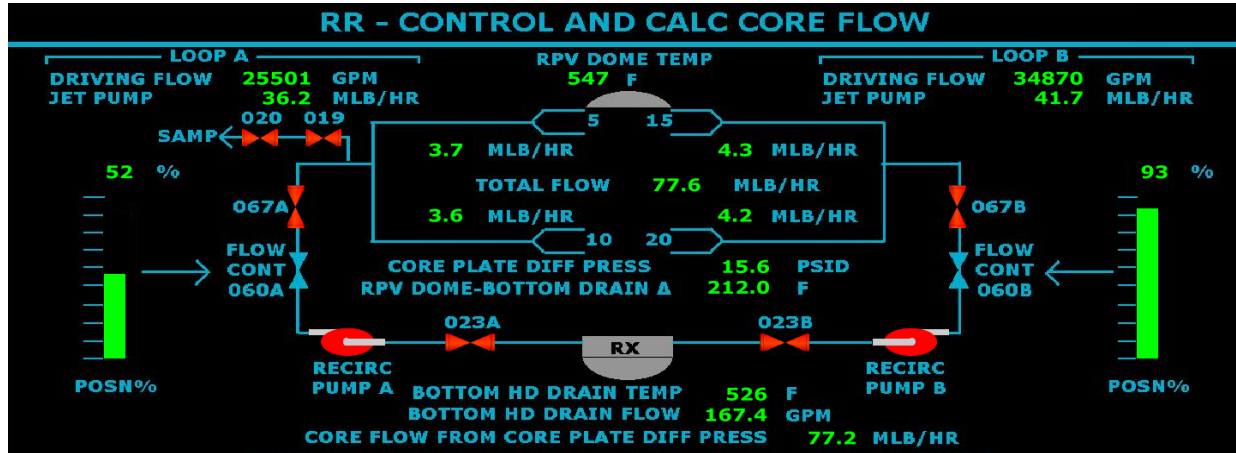 RR - CONTROL AND CALC CORE FLOW
LOOP A
DRIVING FLOW 25501 GPM
JET PUMP 36.2 MLB/HR
RPV DOME TEMP
547 F
LOOP B
DRIVING FLOW 34870 GPM
JET PUMP 41.7 MLB/HR
020 019
SAMP
5 15
3.7 MLB/HR 4.3 MLB/HR
52 %
93 %
TOTAL FLOW 77.6 MLB/HR
067A
067B
3.6 MLB/HR 4.2 MLB/HR
10 20
FLOW
CONT
060A
FLOW
CONT
060B
CORE PLATE DIFF PRESS 15.6 PSID
RPV DOME-BOTTOM DRAIN Δ 212.0 F
023A 023B
RX
RECIRC
PUMP A
RECIRC
PUMP B
POSN%
POSN%
BOTTOM HD DRAIN TEMP 526 F
BOTTOM HD DRAIN FLOW 167.4 GPM
CORE FLOW FROM CORE PLATE DIFF PRESS 77.2 MLB/HR